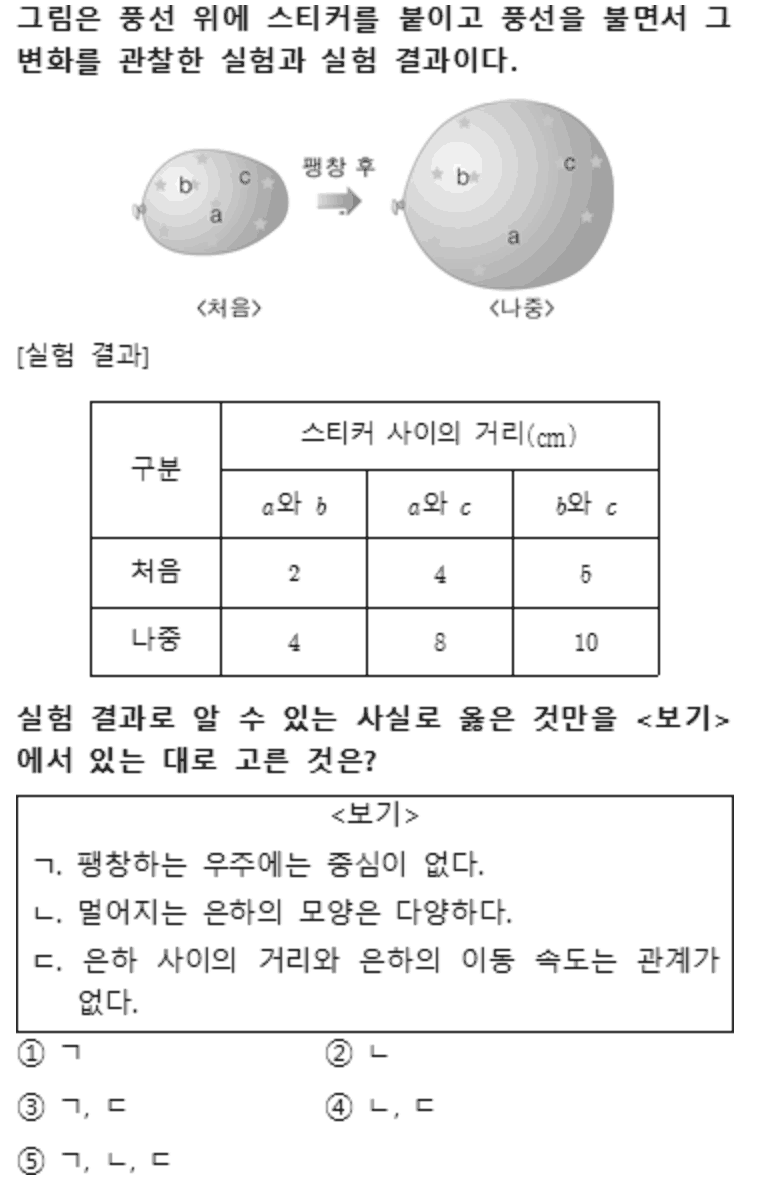 그림은 풍선 위에 스티커를 붙이고 풍선을 불면서 그
변화를 관찰한 실험과 실험 결과이다.
b c a
팽창 후
b c a
<처음> <나중>
[실험 결과]
구분 스티커 사이의 거리(cm)
a와 b a와 c b와 c
처음 2 4 5
나중 4 8 10
실험 결과로 알 수 있는 사실로 옳은 것만을 <보기>
에서 있는 대로 고른 것은?
<보기>
ㄱ. 팽창하는 우주에는 중심이 없다.
ㄴ. 멀어지는 은하의 모양은 다양하다.
ㄷ. 은하 사이의 거리와 은하의 이동 속도는 관계가
없다.
① ㄱ ② ㄴ
③ ㄱ, ㄷ ④ ㄴ, ㄷ
⑤ ㄱ, ㄴ, ㄷ